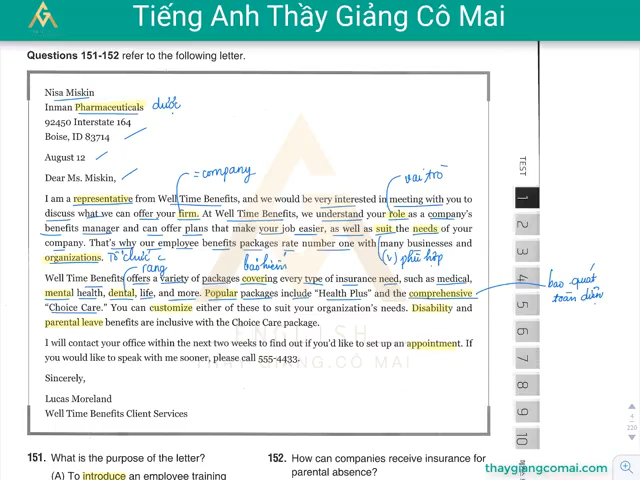 Tiếng Anh Thầy Giảng Cô Mai
Questions 151-152 refer to the following letter.
Nisa Miskin
Inman Pharmaceuticals dược
92450 Interstate 164
Boise, ID 83714
August 12
= company
vai trò
Dear Ms. Miskin,
I am a representative from Well Time Benefits, and we would be very interested in meeting with you to
discuss what we can offer your firm. At Well Time Benefits, we understand your role as a company's
benefits manager and can offer plans that make your job easier, as well as suit the needs of your
company. That's why our employee benefits packages rate number one with many businesses and
organizations. Tổ chức
(v) phù hợp
răng
bảo hiểm
Well Time Benefits offers a variety of packages covering every type of insurance need, such as medical,
mental health, dental, life, and more. Popular packages include "Health Plus" and the comprehensive
bao quát
toàn diện
"Choice Care." You can customize either of these to suit your organization's needs. Disability and
parental leave benefits are inclusive with the Choice Care package.
ENGLISH
THAY GIANG.CO MAI
I will contact your office within the next two weeks to find out if you'd like to set up an appointment. If
you would like to speak with me sooner, please call 555-4433.
Sincerely,
Lucas Moreland
Well Time Benefits Client Services
151. What is the purpose of the letter?
(A) To introduce an employee training
152. How can companies receive insurance for
parental absence?
TEST
1
2
3
4
5
6
7
8
9
10
4
220
thaygiangcomai.com